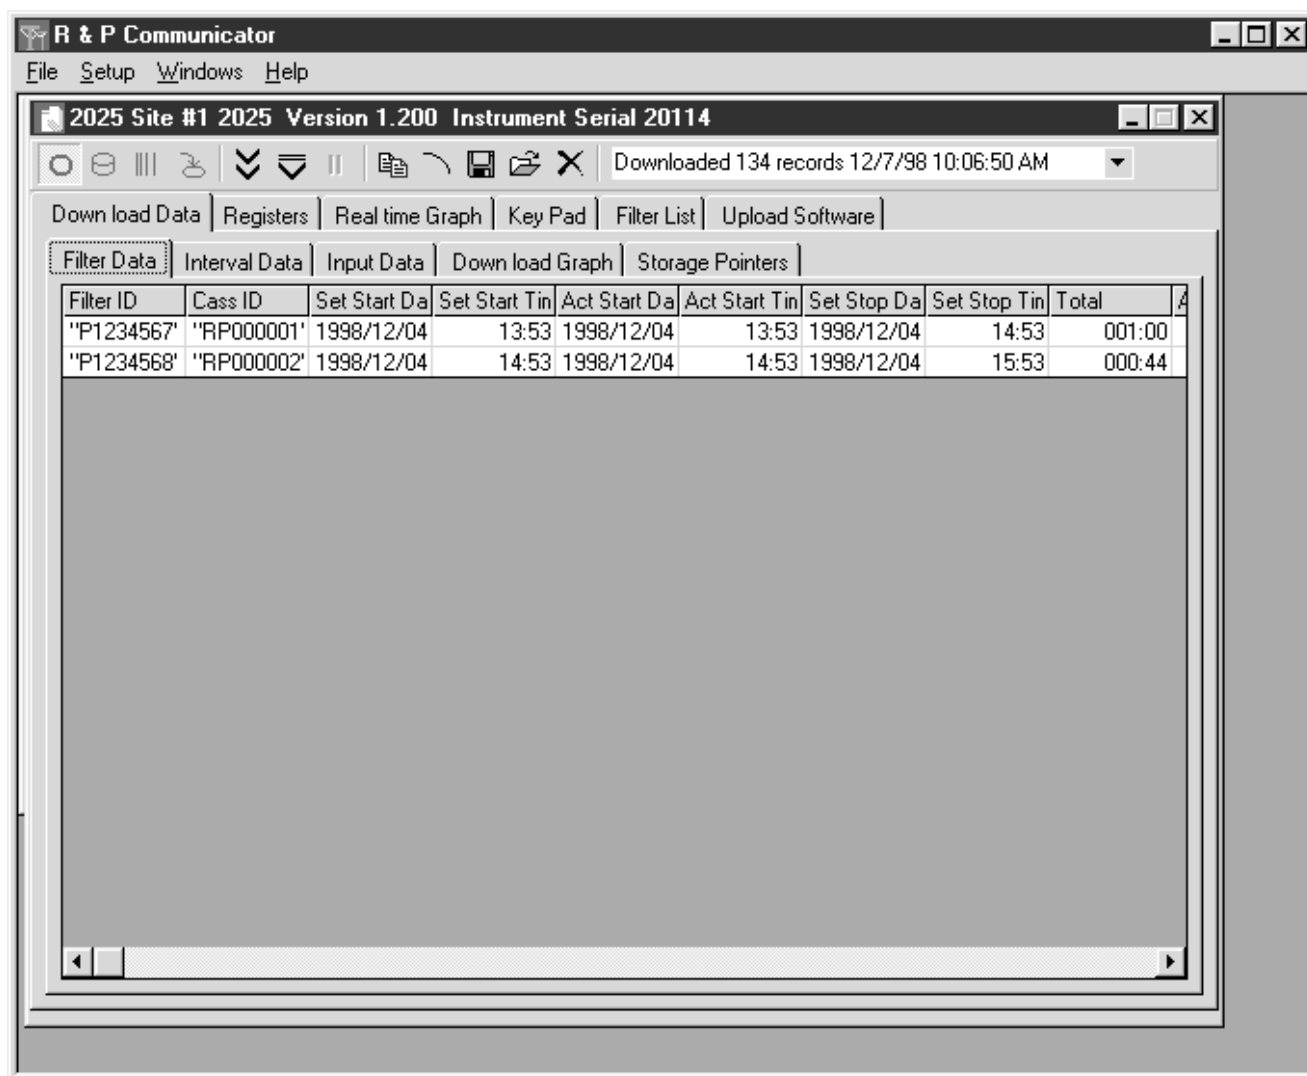 R & P Communicator
File Setup Windows Help
2025 Site #1 2025 Version 1.200 Instrument Serial 20114
Downloaded 134 records 12/7/98 10:06:50 AM
Down load Data Registers Real time Graph Key Pad Filter List Upload Software
Filter Data Interval Data Input Data Down load Graph Storage Pointers
Filter ID Cass ID Set Start Da Set Start Tin Act Start Da Act Start Tin Set Stop Da Set Stop Tin Total
"P1234567' "RP000001' 1998/12/04 13:53 1998/12/04 13:53 1998/12/04 14:53 001:00
"P1234568' "RP000002' 1998/12/04 14:53 1998/12/04 14:53 1998/12/04 15:53 000:44